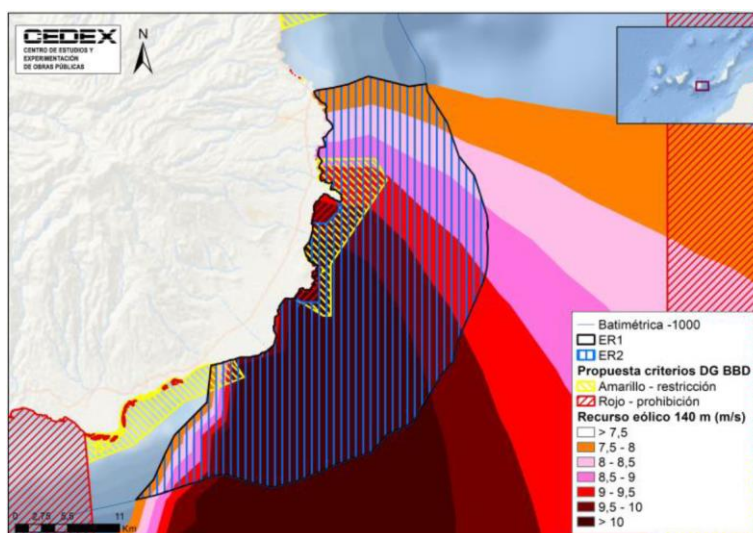 CEDEX
CENTRO DE ESTUDIOS Y
EXPERIMENTACIÓN
DE OBRAS PÚBLICAS
N
Batimétrica -1000
ER1
ER2
Propuesta criterios DG BBD
Amarillo - restricción
Rojo - prohibición
Recurso eólico 140 m (m/s)
> 7,5
7,5 - 8
8 - 8,5
8,5 - 9
9 - 9,5
9,5 - 10
> 10
0 2,75 5,5 11
Km